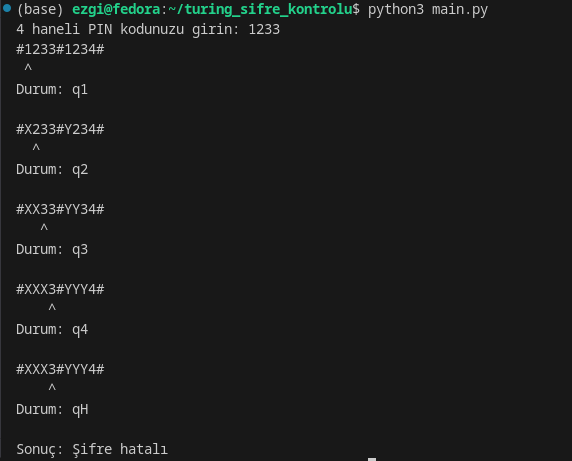 (base) ezgi@fedora:~/turing_sifre_kontrolu$ python3 main.py
4 haneli PIN kodunuzu girin: 1233
#1233#1234#
 ^
Durum: q1

#X233#Y234#
  ^
Durum: q2

#XX33#YY34#
   ^
Durum: q3

#XXX3#YYY4#
    ^
Durum: q4

#XXX3#YYY4#
    ^
Durum: qH

Sonuç: Şifre hatalı